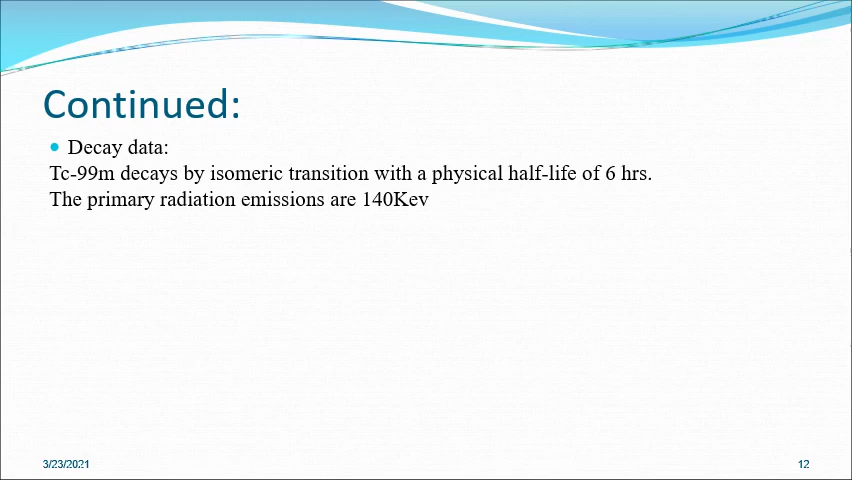 Continued:
Decay data:
Tc-99m decays by isomeric transition with a physical half-life of 6 hrs.
The primary radiation emissions are 140Kev
3/23/2021
12